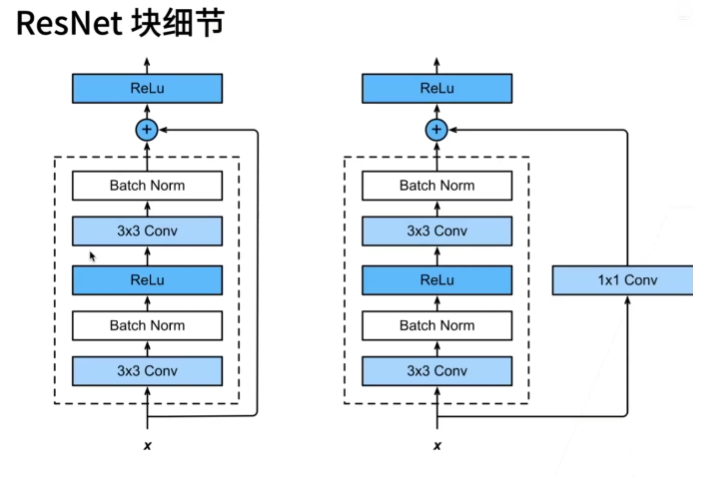 ResNet 块细节
ReLu
+
Batch Norm
3x3 Conv
ReLu
Batch Norm
3x3 Conv
x
ReLu
+
Batch Norm
3x3 Conv
ReLu
1x1 Conv
Batch Norm
3x3 Conv
x